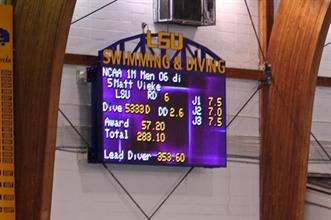 LSU
SWIMMING & DIVING
NCAA 1M Men 06 di
5 Matt Vieke
LSU RD 6
Dive 5333D DD 2.6
Award 57.20
Total 283.10
J1 7.5
J2 7.0
J3 7.5
Lead Diver 353.60